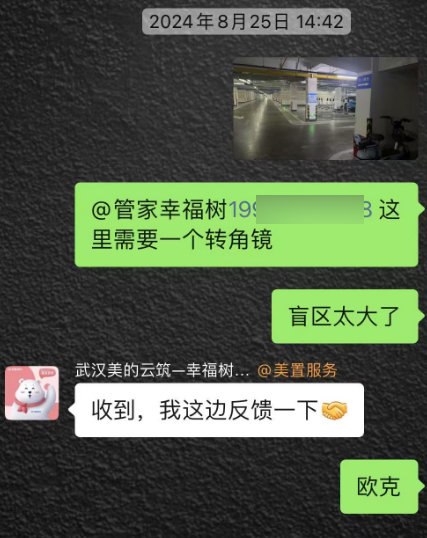 2024年8月25日 14:42
@管家幸福树199 8 这
里需要一个转角镜
盲区太大了
武汉美的云筑—幸福树... @美置服务
收到，我这边反馈一下🤝
欧克